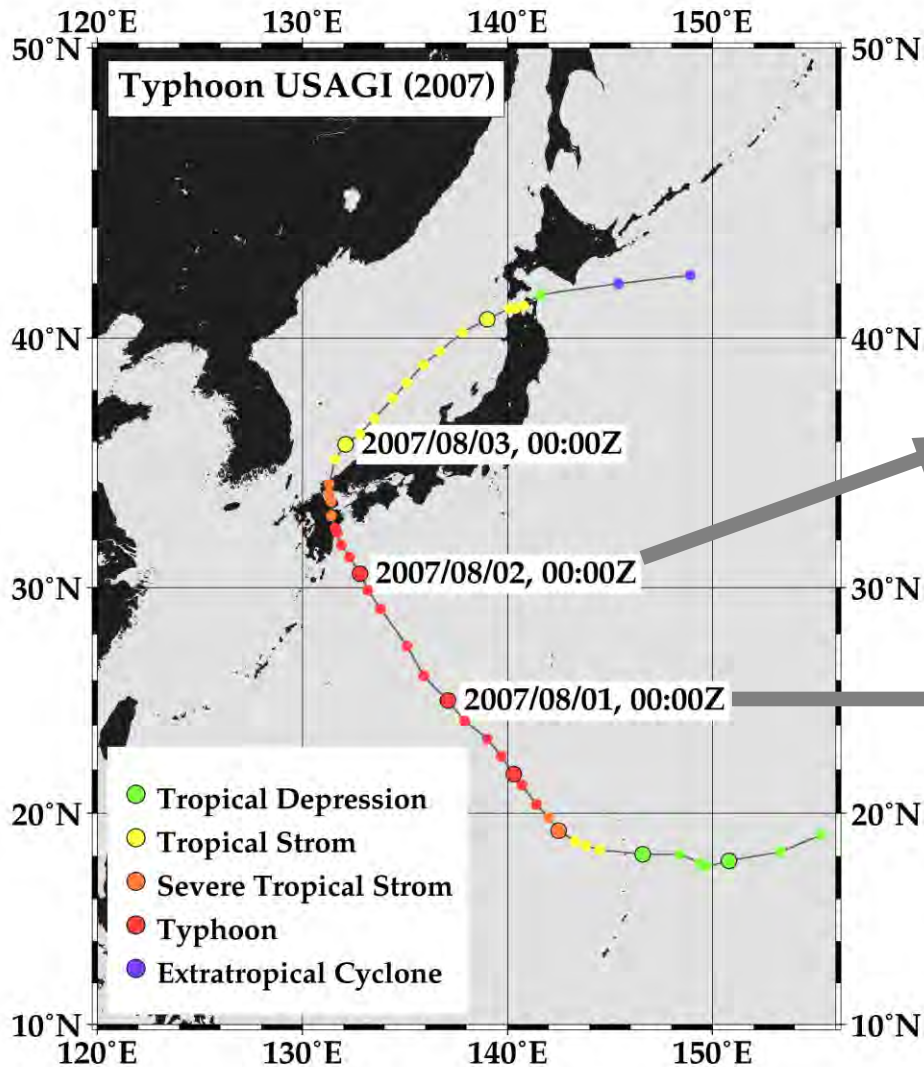 120°E 130°E 140°E 150°E
50°N 50°N
Typhoon USAGI (2007)
40°N 40°N
2007/08/03, 00:00Z
2007/08/02, 00:00Z
30°N 30°N
2007/08/01, 00:00Z
Tropical Depression
20°N 20°N
Tropical Strom
Severe Tropical Strom
Typhoon
Extratropical Cyclone
10°N 10°N
120°E 130°E 140°E 150°E